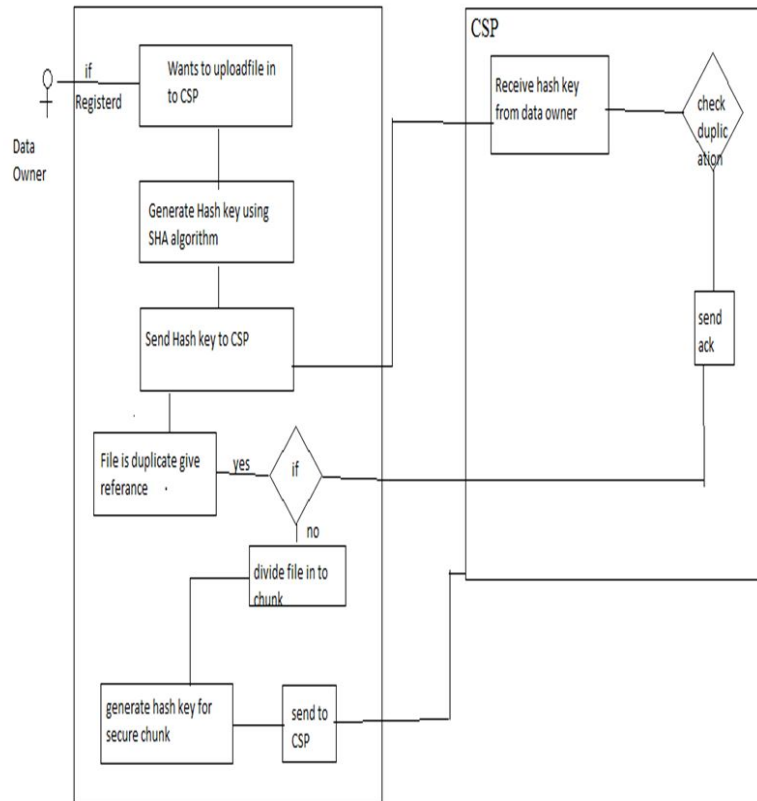 CSP
if
Registerd
Data
Owner
Wants to uploadfile in
to CSP
Generate Hash key using
SHA algorithm
Send Hash key to CSP
File is duplicate give
referance
yes
if
no
divide file in to
chunk
generate hash key for
secure chunk
send to
CSP
Receive hash key
from data owner
check
duplic
ation
send
ack